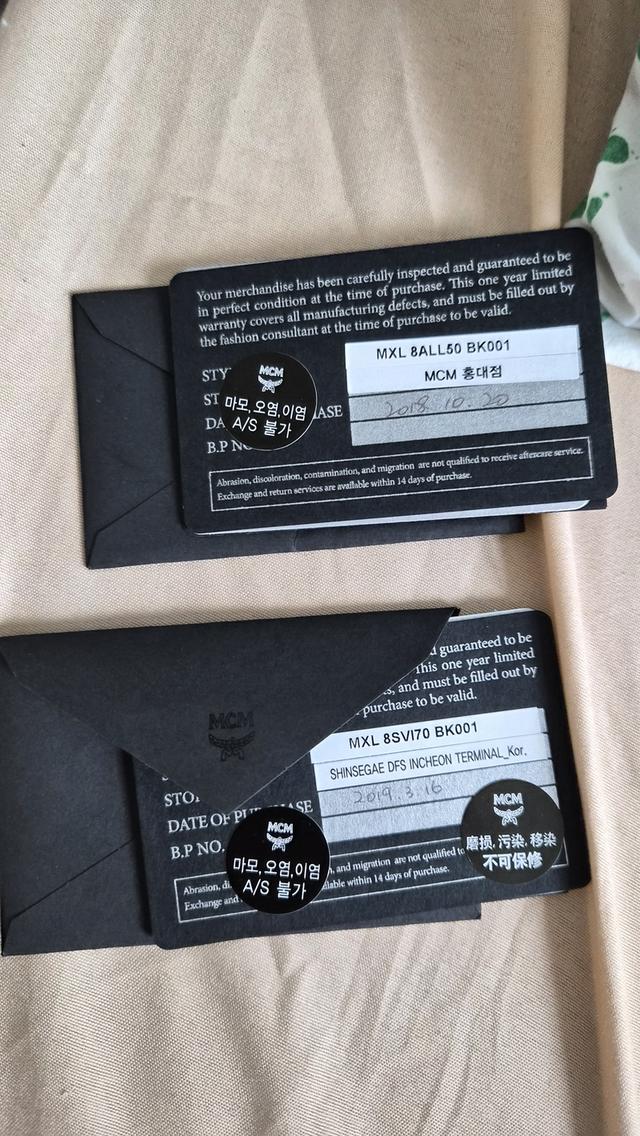 Your merchandise has been carefully inspected and guaranteed to be
in perfect condition at the time of purchase. This one year limited
warranty covers all manufacturing defects, and must be filled out by
the fashion consultant at the time of purchase to be valid.
MXL 8ALL50 BK001
MCM 홍대점
2018. 10. 20
B.P
MCM
마모, 오염, 이염
A/S 불가
Abrasion, discoloration, contamination, and migration are not qualified to receive aftercare service.
Exchange and return services are available within 14 days of purchase.
MCM
guaranteed to be
This one year limited
and must be filled out by
purchase to be valid.
MXL 8SVI70 BK001
SHINSEGAE DFS INCHEON TERMINAL_Kor.
2019. 3. 16
DATE OF PURCHASE
B.P NO.
MCM
마모, 오염, 이염
A/S 불가
MCM
磨损, 污染, 移染
不可保修
Abrasion, and migration are not qualified to
Exchange and within 14 days of purchase.